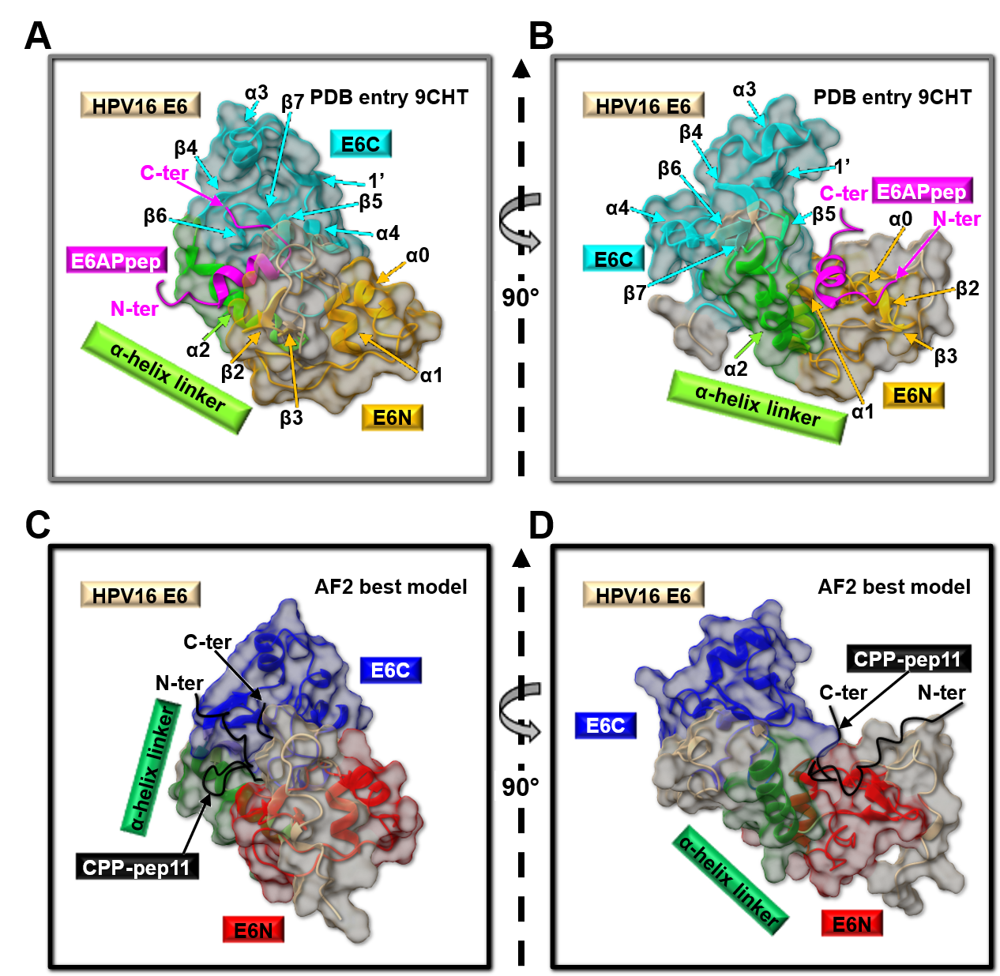 A
HPV16 E6
PDB entry 9CHT
α3
β7
E6C
β4
C-ter
1’
β5
β6
α4
E6APpep
α0
N-ter
α2
β2
α1
α-helix linker
β3
E6N
90°
B
HPV16 E6
PDB entry 9CHT
α3
β4
β6
1’
C-ter
E6APpep
α4
β5
α0
N-ter
E6C
β7
β2
α2
β3
α-helix linker
α1
E6N
C
HPV16 E6
AF2 best model
C-ter
E6C
N-ter
α-helix linker
CPP-pep11
E6N
90°
D
HPV16 E6
AF2 best model
CPP-pep11
C-ter
N-ter
E6C
α-helix linker
E6N